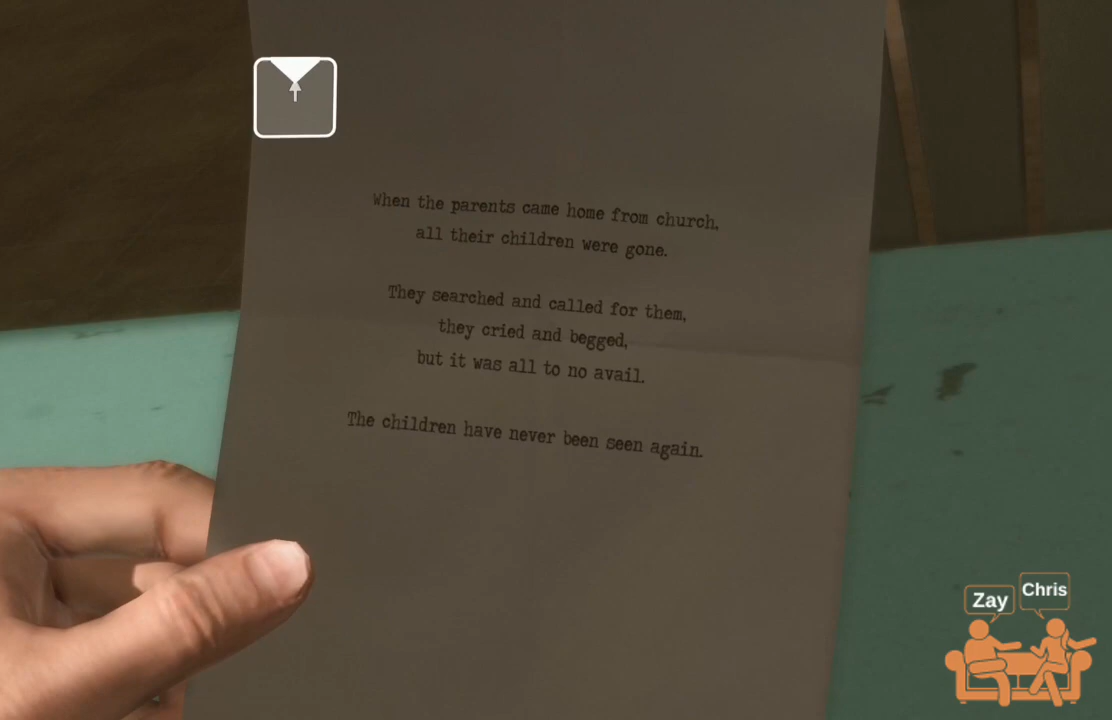 When the parents came home from church,
all their children were gone.
They searched and called for them,
they cried and begged,
but it was all to no avail.
The children have never been seen again.
Zay
Chris